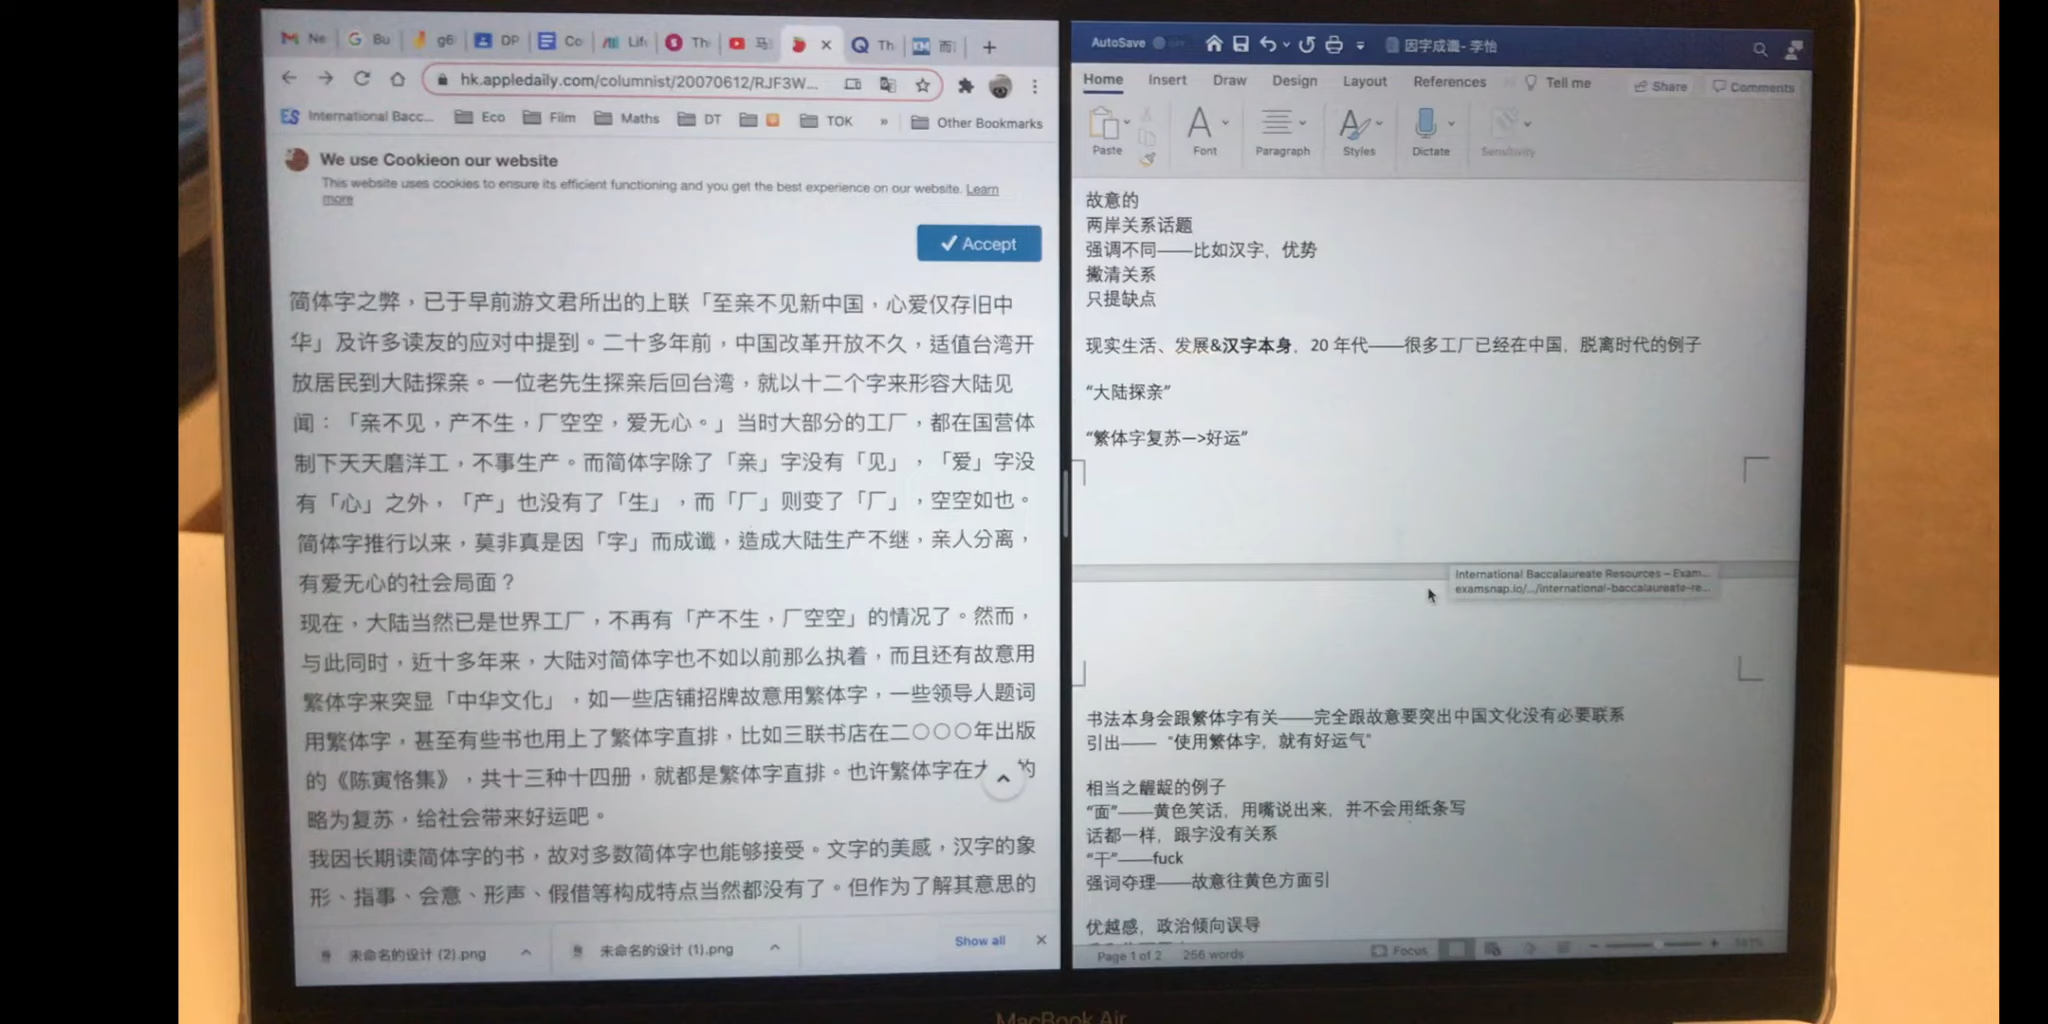 Ne
Bu
g6
DP
Co
Life
Th
马
Th
而
hk.appledaily.com/columnist/20070612/RJF3W...
ES International Bacc...
Eco
Film
Maths
DT
TOK
»
Other Bookmarks
We use Cookieon our website
This website uses cookies to ensure its efficient functioning and you get the best experience on our website. Learn
more
Accept
简体字之弊，已于早前游文君所出的上联「至亲不见新中国，心爱仅存旧中
华」及许多读友的应对中提到。二十多年前，中国改革开放不久，适值台湾开
放居民到大陆探亲。一位老先生探亲后回台湾，就以十二个字来形容大陆见
闻：「亲不见，产不生，厂空空，爱无心。」当时大部分的工厂，都在国营体
制下天天磨洋工，不事生产。而简体字除了「亲」字没有「见」，「爱」字没
有「心」之外，「产」也没有了「生」，而「厂」则变了「厂」，空空如也。
简体字推行以来，莫非真是因「字」而成谶，造成大陆生产不继，亲人分离，
有爱无心的社会局面？
现在，大陆当然已是世界工厂，不再有「产不生，厂空空」的情况了。然而，
与此同时，近十多年来，大陆对简体字也不如以前那么执着，而且还有故意用
繁体字来突显「中华文化」，如一些店铺招牌故意用繁体字，一些领导人题词
用繁体字，甚至有些书也用上了繁体字直排，比如三联书店在二〇〇〇年出版
的《陈寅恪集》，共十三种十四册，就都是繁体字直排。也许繁体字在大 的
略为复苏，给社会带来好运吧。
我因长期读简体字的书，故对多数简体字也能够接受。文字的美感，汉字的象
形、指事、会意、形声、假借等构成特点当然都没有了。但作为了解其意思的
未命名的设计 (2).png
未命名的设计 (1).png
Show all
AutoSave
因字成谶- 李怡
Home
Insert
Draw
Design
Layout
References
Tell me
Share
Comments
Paste
Font
Paragraph
Styles
Dictate
Sensitivity
故意的
两岸关系话题
强调不同——比如汉字，优势
撇清关系
只提缺点
现实生活、发展&汉字本身，20 年代——很多工厂已经在中国，脱离时代的例子
“大陆探亲”
“繁体字复苏—>好运”
International Baccalaureate Resources – Exam...
examsnap.io/.../international-baccalaureate-re...
书法本身会跟繁体字有关——完全跟故意要突出中国文化没有必要联系
引出—— “使用繁体字，就有好运气”
相当之龌龊的例子
“面”——黄色笑话，用嘴说出来，并不会用纸条写
话都一样，跟字没有关系
“干”——fuck
强词夺理——故意往黄色方面引
优越感，政治倾向误导
Page 1 of 2
256 words
Focus
MacBook Air